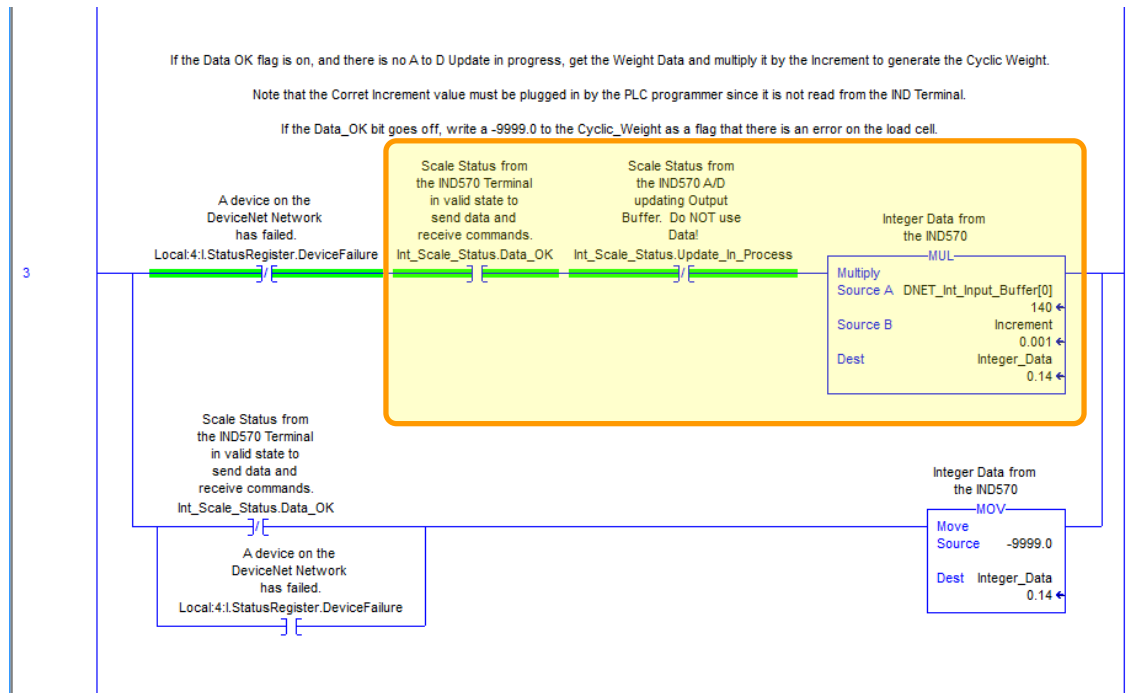 If the Data OK flag is on, and there is no A to D Update in progress, get the Weight Data and multiply it by the Increment to generate the Cyclic Weight.
Note that the Corret Increment value must be plugged in by the PLC programmer since it is not read from the IND Terminal.
If the Data_OK bit goes off, write a -9999.0 to the Cyclic_Weight as a flag that there is an error on the load cell.
3
A device on the
DeviceNet Network
has failed.
Local:4:I.StatusRegister.DeviceFailure
Scale Status from
the IND570 Terminal
in valid state to
send data and
receive commands.
Int_Scale_Status.Data_OK
Scale Status from
the IND570 A/D
updating Output
Buffer. Do NOT use
Data!
Int_Scale_Status.Update_In_Process
Integer Data from
the IND570
MUL
Multiply
Source A DNET_Int_Input_Buffer[0]
140
Source B Increment
0.001
Dest Integer_Data
0.14
Scale Status from
the IND570 Terminal
in valid state to
send data and
receive commands.
Int_Scale_Status.Data_OK
A device on the
DeviceNet Network
has failed.
Local:4:I.StatusRegister.DeviceFailure
Integer Data from
the IND570
MOV
Move
Source -9999.0
Dest Integer_Data
0.14